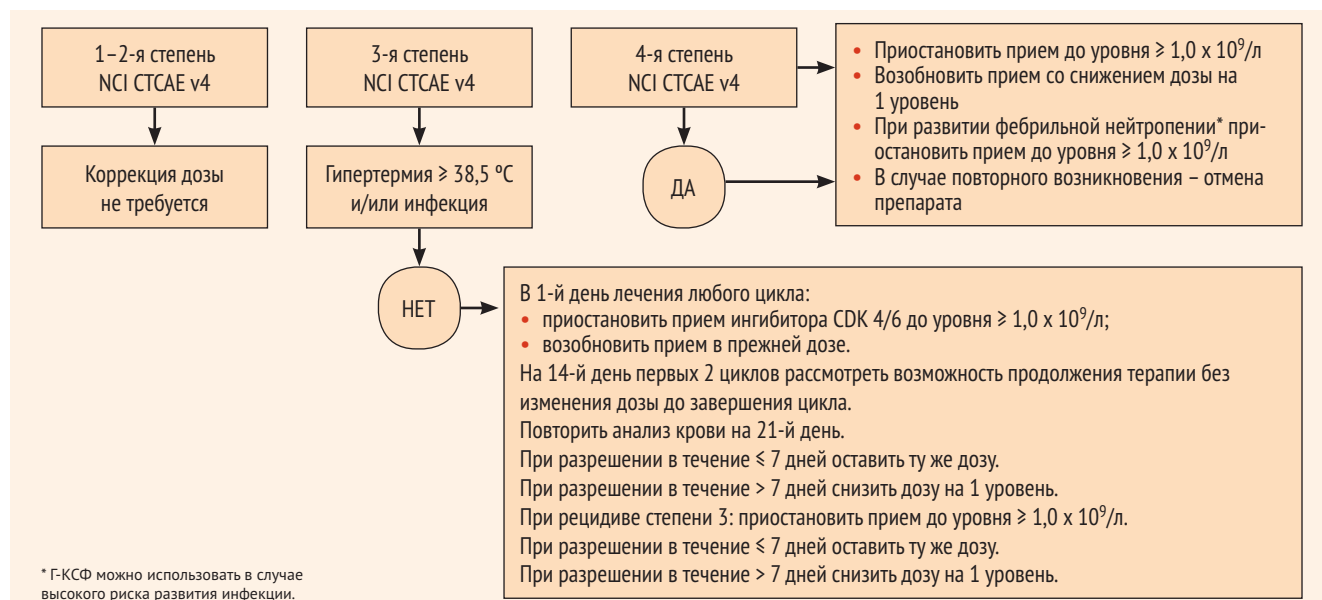 1–2-я степень
NCI CTCAE v4
Коррекция дозы
не требуется
3-я степень
NCI CTCAE v4
Гипертермия ⩾ 38,5 ºC
и/или инфекция
НЕТ
4-я степень
NCI CTCAE v4
ДА
• Приостановить прием до уровня ⩾ 1,0 x 10⁹/л
• Возобновить прием со снижением дозы на
1 уровень
• При развитии фебрильной нейтропении* при-
остановить прием до уровня ⩾ 1,0 x 10⁹/л
• В случае повторного возникновения – отмена
препарата
В 1-й день лечения любого цикла:
• приостановить прием ингибитора CDK 4/6 до уровня ⩾ 1,0 x 10⁹/л;
• возобновить прием в прежней дозе.
На 14-й день первых 2 циклов рассмотреть возможность продолжения терапии без
изменения дозы до завершения цикла.
Повторить анализ крови на 21-й день.
При разрешении в течение ⩽ 7 дней оставить ту же дозу.
При разрешении в течение > 7 дней снизить дозу на 1 уровень.
При рецидиве степени 3: приостановить прием до уровня ⩾ 1,0 x 10⁹/л.
При разрешении в течение ⩽ 7 дней оставить ту же дозу.
При разрешении в течение > 7 дней снизить дозу на 1 уровень.
* Г-КСФ можно использовать в случае
высокого риска развития инфекции.